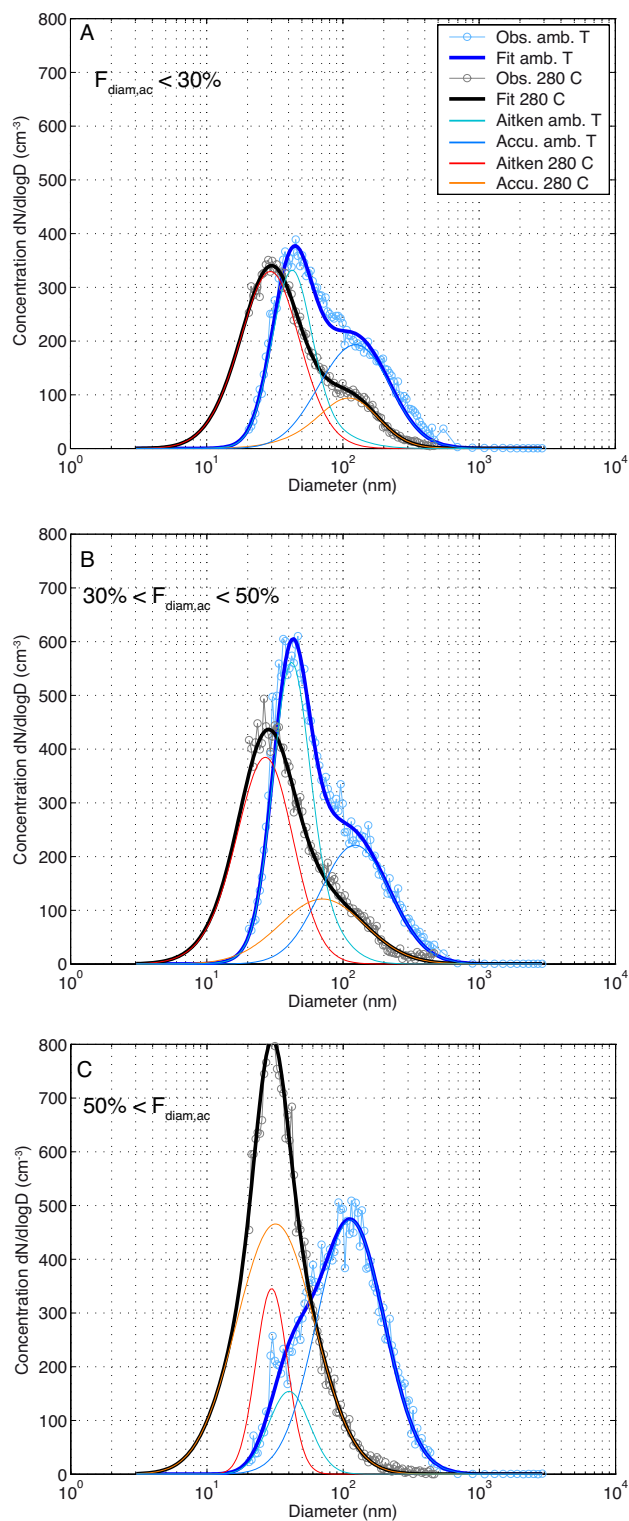 A
F_diam,ac < 30%
Obs. amb. T
Fit amb. T
Obs. 280 C
Fit 280 C
Aitken amb. T
Accu. amb. T
Aitken 280 C
Accu. 280 C
Concentration dN/dlogD (cm⁻³)
800
700
600
500
400
300
200
100
0
10⁰
10¹
10²
10³
10⁴
Diameter (nm)
B
30% < F_diam,ac < 50%
Concentration dN/dlogD (cm⁻³)
800
700
600
500
400
300
200
100
0
10⁰
10¹
10²
10³
10⁴
Diameter (nm)
C
50% < F_diam,ac
Concentration dN/dlogD (cm⁻³)
800
700
600
500
400
300
200
100
0
10⁰
10¹
10²
10³
10⁴
Diameter (nm)